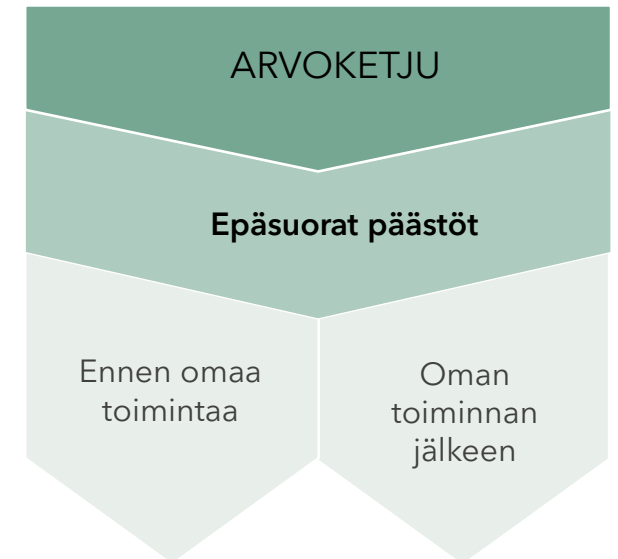 ARVOKETJU
Epäsuorat päästöt
Ennen omaa
toimintaa
Oman
toiminnan
jälkeen